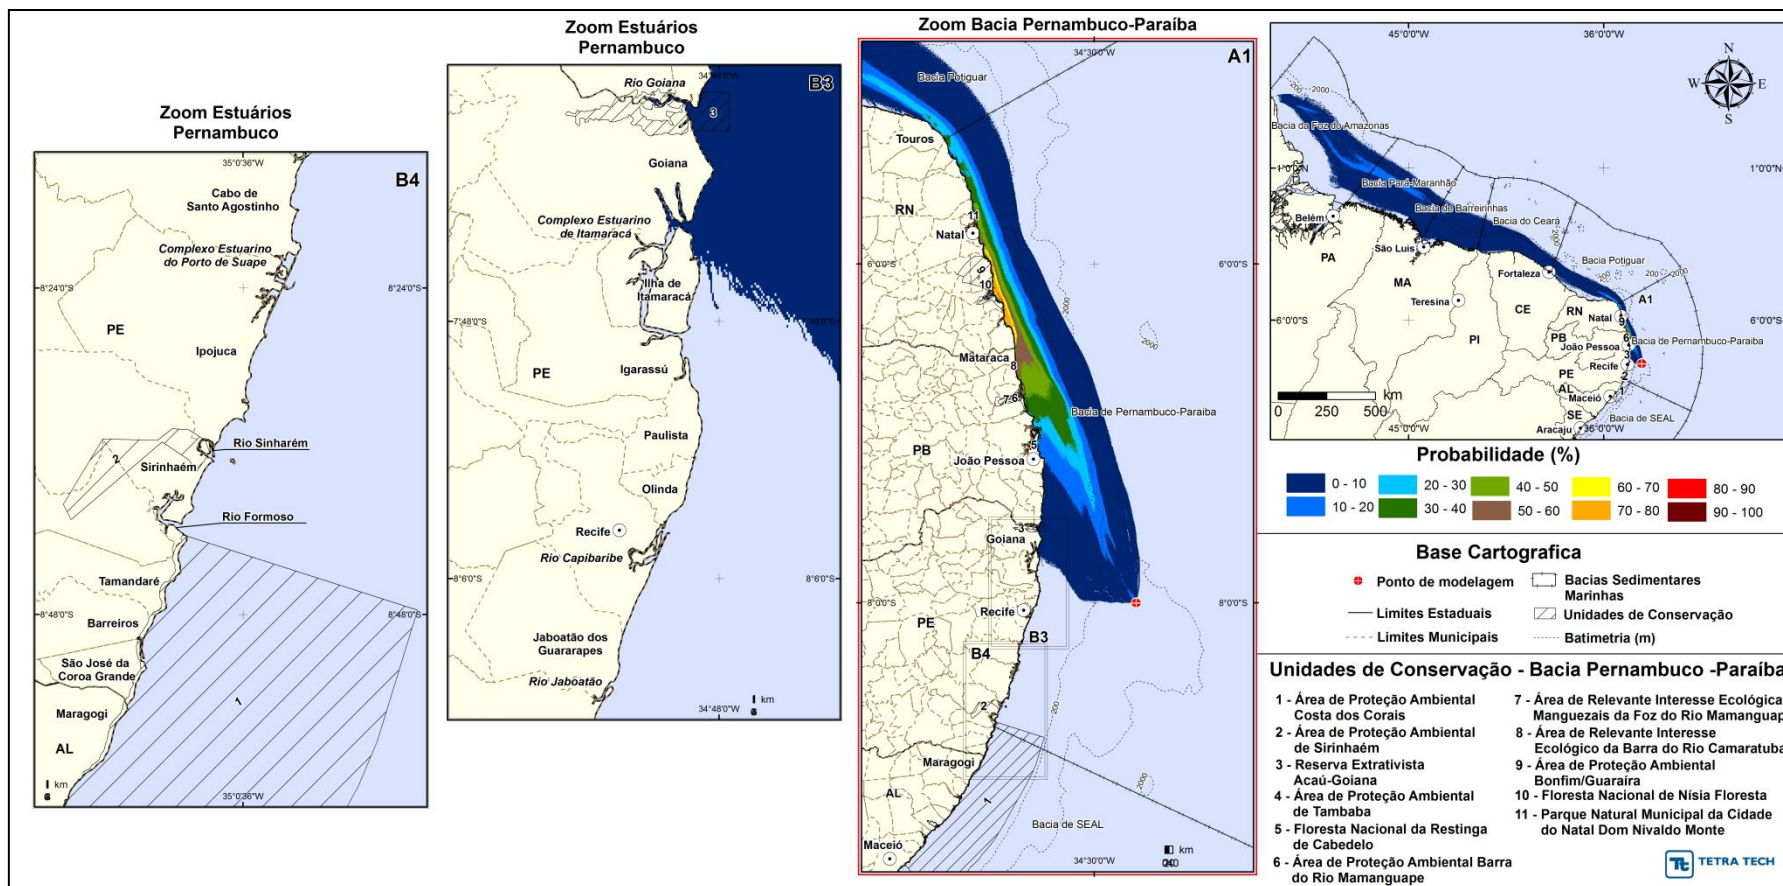 Zoom Estuários
Pernambuco
35°0'36"W
B4
Cabo de
Santo Agostinho
Complexo Estuarino
do Porto de Suape
3
8°24'0"S
PE
Ipojuca
Rio Sinharém
2
Sirinhaém
Rio Formoso
Tamandaré
8°48'0"S
Barreiros
São José da
Coroa Grande
1
Maragogi
AL
km
35°0'36"W
Zoom Estuários
Pernambuco
34°48'0"W
Rio Goiana
B3
3
Goiana
Complexo Estuarino
de Itamaracá
Ilha de
Itamaracá
7°48'0"S
7°48'0"S
PE
Igarassú
Paulista
Olinda
Recife
Rio Capibaribe
8°6'0"S
8°6'0"S
Jaboatão dos
Guararapes
Rio Jaboatão
km
34°48'0"W
Zoom Bacia Pernambuco-Paraíba
34°30'0"W
A1
Bacia Potiguar
Touros
RN
11
Natal
6°0'0"S
6°0'0"S
9
10
2000
Mataraca
8
7
6
Bacia de Pernambuco-Paraiba
PB
5
João Pessoa
3
Goiana
8°0'0"S
8°0'0"S
Recife
PE
B3
B4
2
200
Maragogi
2000
AL
1
Bacia de SEAL
Maceió
km
34°30'0"W
45°0'0"W
36°0'0"W
N
W
E
S
200
2000
Bacia da Foz do Amazonas
1°0'0"N
1°0'0"N
Bacia Pará-Maranhão
Belém
Bacia de Barreirinhas
Bacia do Ceará
São Luis
2000
Bacia Potiguar
PA
Fortaleza
200
2000
MA
A1
Teresina
CE
RN
Natal
9
6°0'0"S
6°0'0"S
PI
PB
João Pessoa
6
Bacia de Pernambuco-Paraiba
3
Recife
PE
2
AL
1
Maceió
0
250
500
km
SE
Bacia de SEAL
Aracaju
45°0'0"W
36°0'0"W
Probabilidade (%)
0 - 10
20 - 30
40 - 50
60 - 70
80 - 90
10 - 20
30 - 40
50 - 60
70 - 80
90 - 100
Base Cartografica
Ponto de modelagem
Bacias Sedimentares
Marinhas
Limites Estaduais
Unidades de Conservação
Limites Municipais
Batimetria (m)
Unidades de Conservação - Bacia Pernambuco -Paraíba
1 - Área de Proteção Ambiental
Costa dos Corais
2 - Área de Proteção Ambiental
de Sirinhaém
3 - Reserva Extrativista
Acaú-Goiana
4 - Área de Proteção Ambiental
de Tambaba
5 - Floresta Nacional da Restinga
de Cabedelo
6 - Área de Proteção Ambiental Barra
do Rio Mamanguape
7 - Área de Relevante Interesse Ecológica
Manguezais da Foz do Rio Mamanguap
8 - Área de Relevante Interesse
Ecológico da Barra do Rio Camaratuba
9 - Área de Proteção Ambiental
Bonfim/Guaraíra
10 - Floresta Nacional de Nísia Floresta
11 - Parque Natural Municipal da Cidade
do Natal Dom Nivaldo Monte
Tt TETRA TECH